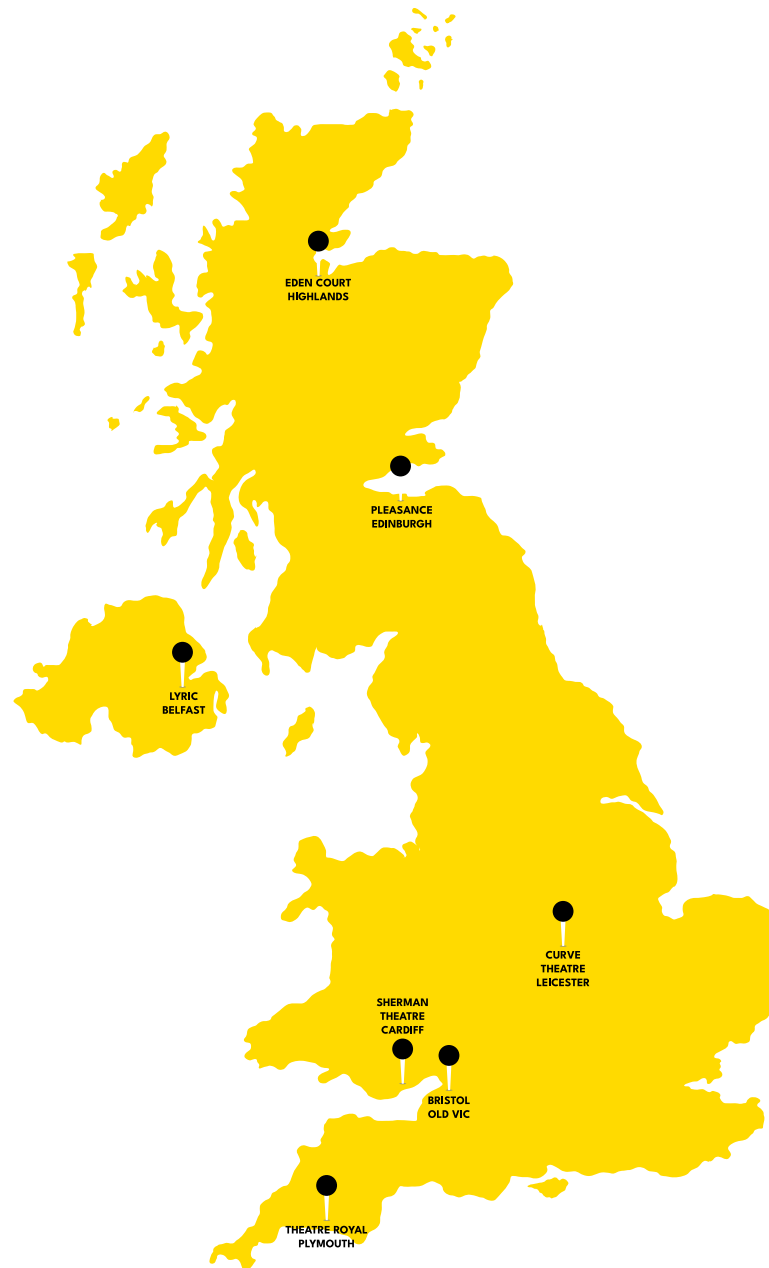 EDEN COURT
HIGHLANDS
PLEASANCE
EDINBURGH
LYRIC
BELFAST
CURVE
THEATRE
LEICESTER
SHERMAN
THEATRE
CARDIFF
BRISTOL
OLD VIC
THEATRE ROYAL
PLYMOUTH